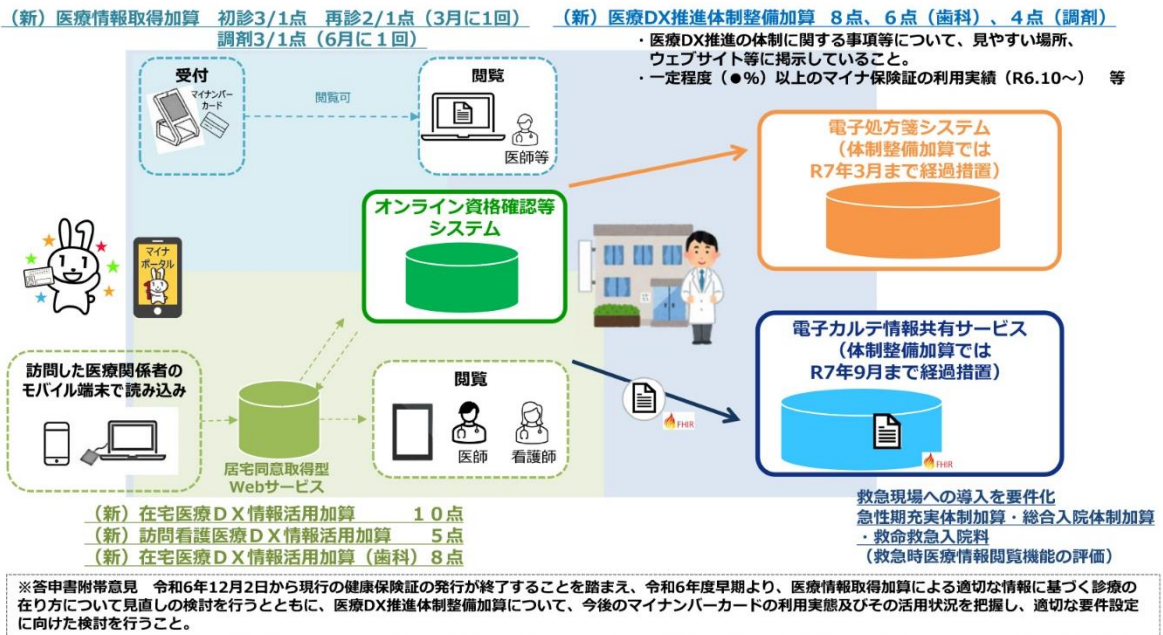 （新）医療情報取得加算　初診3/1点　再診2/1点（3月に1回）
調剤3/1点（6月に１回）
（新）医療DX推進体制整備加算　８点、６点（歯科）、４点（調剤）
・医療DX推進の体制に関する事項等について、見やすい場所、
ウェブサイト等に掲示していること。
・一定程度（●%）以上のマイナ保険証の利用実績（R6.10～）　等
受付
マイナンバー
カード
閲覧可
閲覧
医師等
オンライン資格確認等
システム
電子処方箋システム
（体制整備加算では
R7年3月まで経過措置）
マイナ
ポータル
電子カルテ情報共有サービス
（体制整備加算では
R7年9月まで経過措置）
FHIR
FHIR
訪問した医療関係者の
モバイル端末で読み込み
居宅同意取得型
Webサービス
閲覧
医師
看護師
（新）在宅医療ＤＸ情報活用加算　１０点
（新）訪問看護医療ＤＸ情報活用加算　５点
（新）在宅医療ＤＸ情報活用加算（歯科）８点
救急現場への導入を要件化
急性期充実体制加算・総合入院体制加算
・救命救急入院料
（救急時医療情報閲覧機能の評価）
※答申書附帯意見　令和6年12月2日から現行の健康保険証の発行が終了することを踏まえ、令和6年度早期より、医療情報取得加算による適切な情報に基づく診療の
在り方について見直しの検討を行うとともに、医療DX推進体制整備加算について、今後のマイナンバーカードの利用実態及びその活用状況を把握し、適切な要件設定
に向けた検討を行うこと。